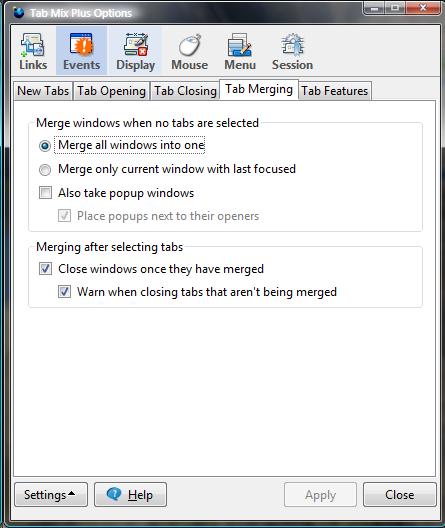 Tab Mix Plus Options
Links Events Display Mouse Menu Session
New Tabs Tab Opening Tab Closing Tab Merging Tab Features
Merge windows when no tabs are selected
Merge all windows into one
Merge only current window with last focused
Also take popup windows
Place popups next to their openers
Merging after selecting tabs
Close windows once they have merged
Warn when closing tabs that aren't being merged
Settings Help Apply Close